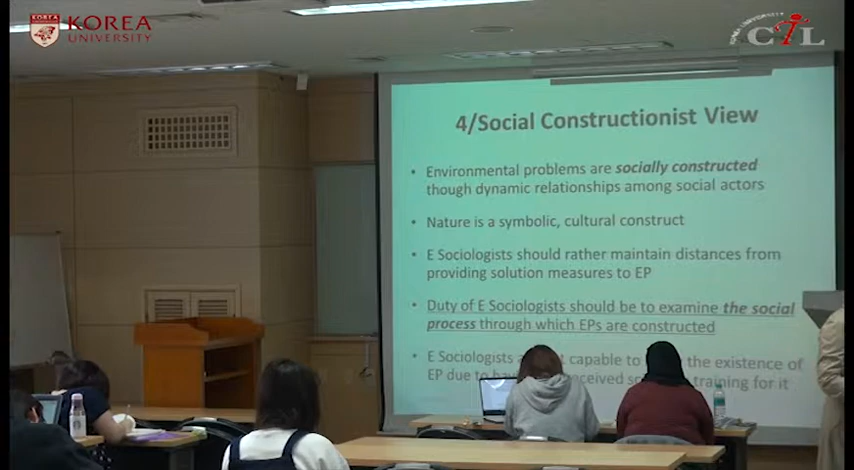 KOREA
UNIVERSITY
CTL
4/Social Constructionist View
• Environmental problems are socially constructed
though dynamic relationships among social actors
• Nature is a symbolic, cultural construct
• E Sociologists should rather maintain distances from
providing solution measures to EP
• Duty of E Sociologists should be to examine the social
process through which EPs are constructed
• E Sociologists capable to the existence of
EP due to training for it